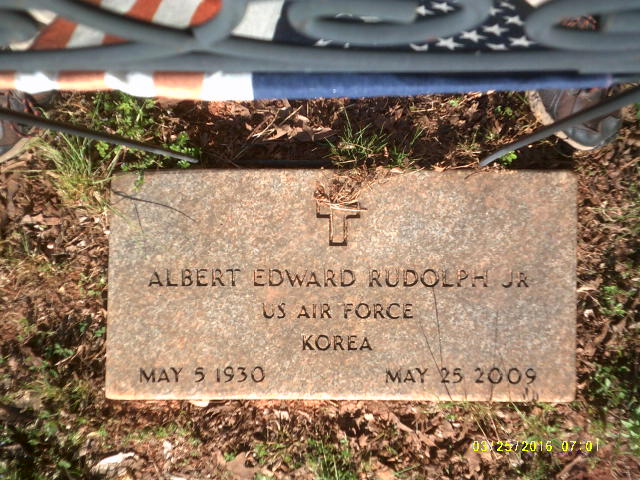 ALBERT EDWARD RUDOLPH JR
US AIR FORCE
KOREA
MAY 5 1930 MAY 25 2009
03/25/2016 07:01